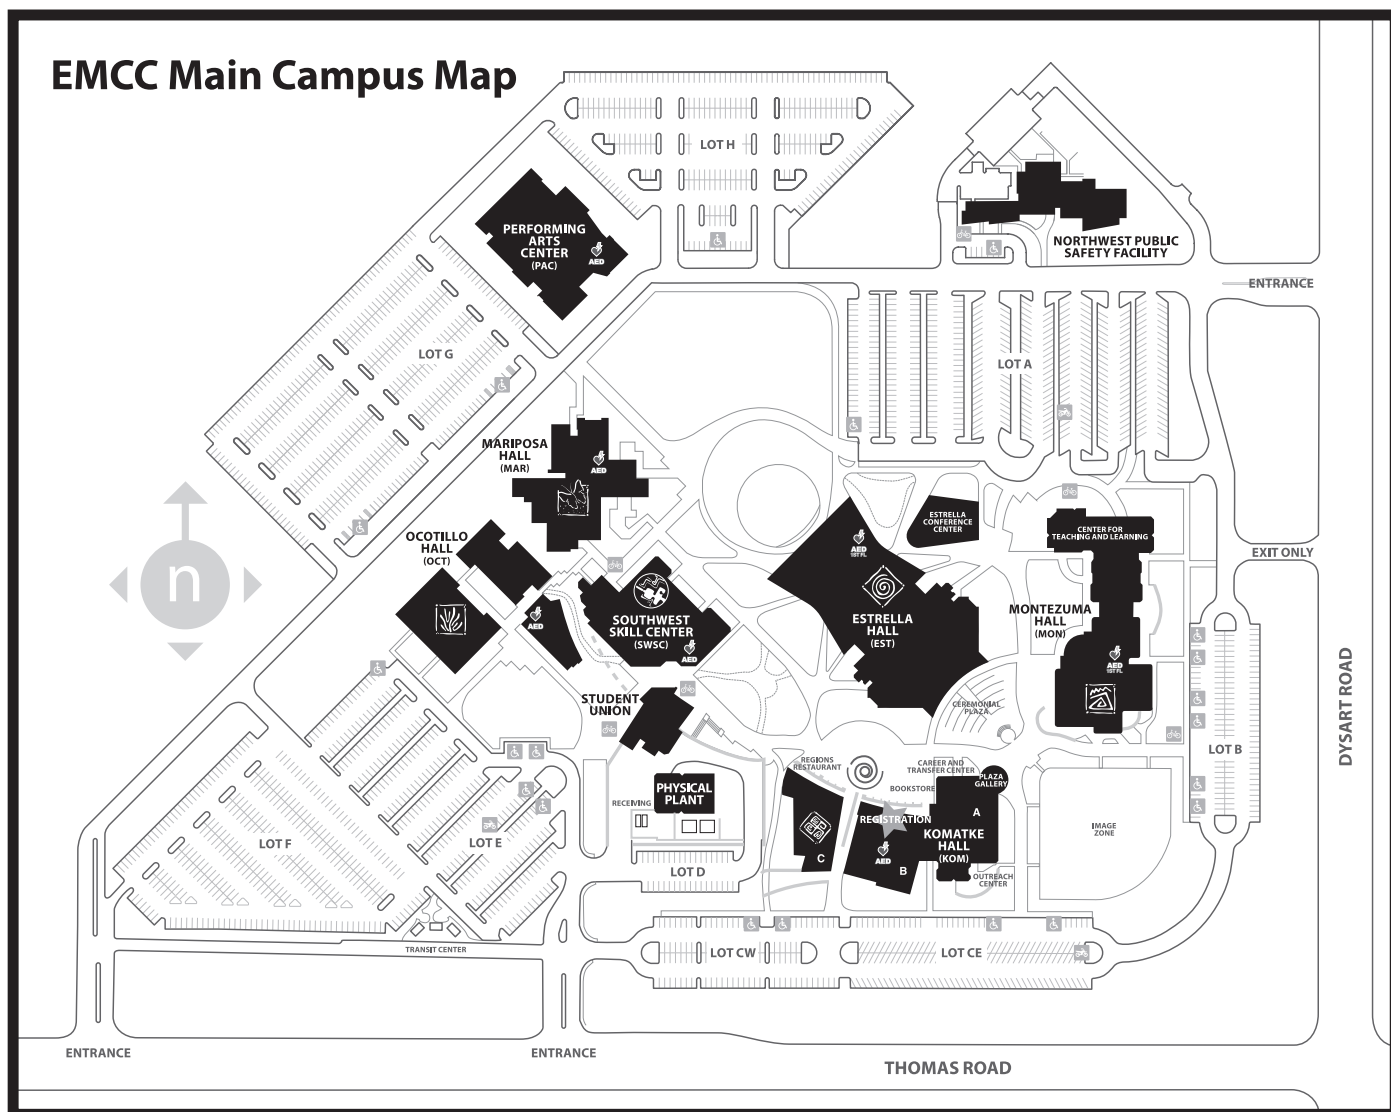 EMCC Main Campus Map
LOT H
PERFORMING
ARTS
CENTER
(PAC)
AED
NORTHWEST PUBLIC
SAFETY FACILITY
ENTRANCE
LOT G
LOT A
MARIPOSA
HALL
(MAR)
AED
OCOTILLO
HALL
(OCT)
AED
n
ESTRELLA
CONFERENCE
CENTER
AED
1ST FL
CENTER FOR
TEACHING AND LEARNING
EXIT ONLY
SOUTHWEST
SKILL CENTER
(SWSC)
AED
ESTRELLA
HALL
(EST)
MONTEZUMA
HALL
(MON)
AED
1ST FL
STUDENT
UNION
CEREMONIAL
PLAZA
LOT B
DYSART ROAD
REGIONS
RESTAURANT
CAREER AND
TRANSFER CENTER
BOOKSTORE
PLAZA
GALLERY
PHYSICAL
PLANT
RECEIVING
REGISTRATION
A
KOMATKE
HALL
(KOM)
AED
B
C
IMAGE
ZONE
OUTREACH
CENTER
LOT F
LOT E
LOT D
TRANSIT CENTER
LOT CW
LOT CE
ENTRANCE
ENTRANCE
THOMAS ROAD